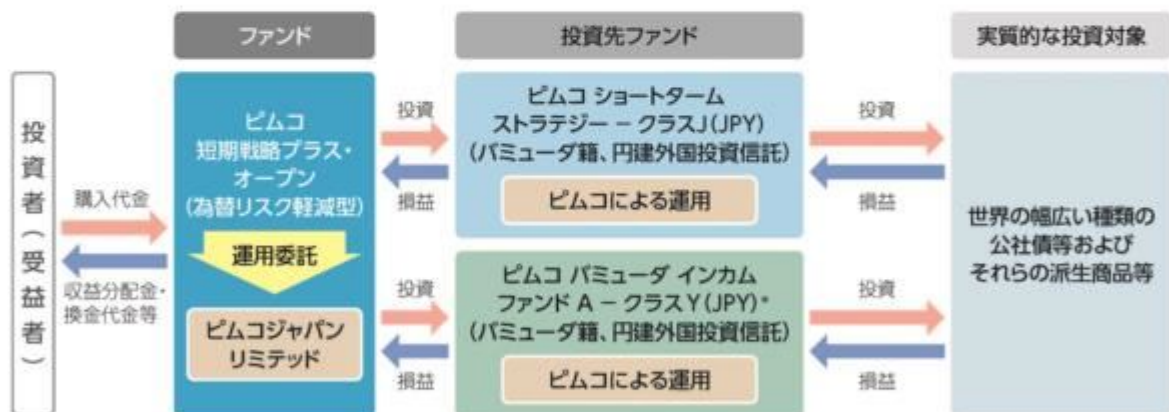 ファンド
投資先ファンド
実質的な投資対象
投資者(受益者)
購入代金
収益分配金・
換金代金等
ピムコ
短期戦略プラス・
オープン
(為替リスク軽減型)
運用委託
ピムコジャパン
リミテッド
投資
損益
ピムコ ショートターム
ストラテジー − クラスJ(JPY)
(バミューダ籍、円建外国投資信託)
ピムコによる運用
投資
損益
投資
損益
ピムコ バミューダ インカム
ファンド A − クラス Y(JPY)*
(バミューダ籍、円建外国投資信託)
ピムコによる運用
投資
損益
世界の幅広い種類の
公社債等および
それらの派生商品等